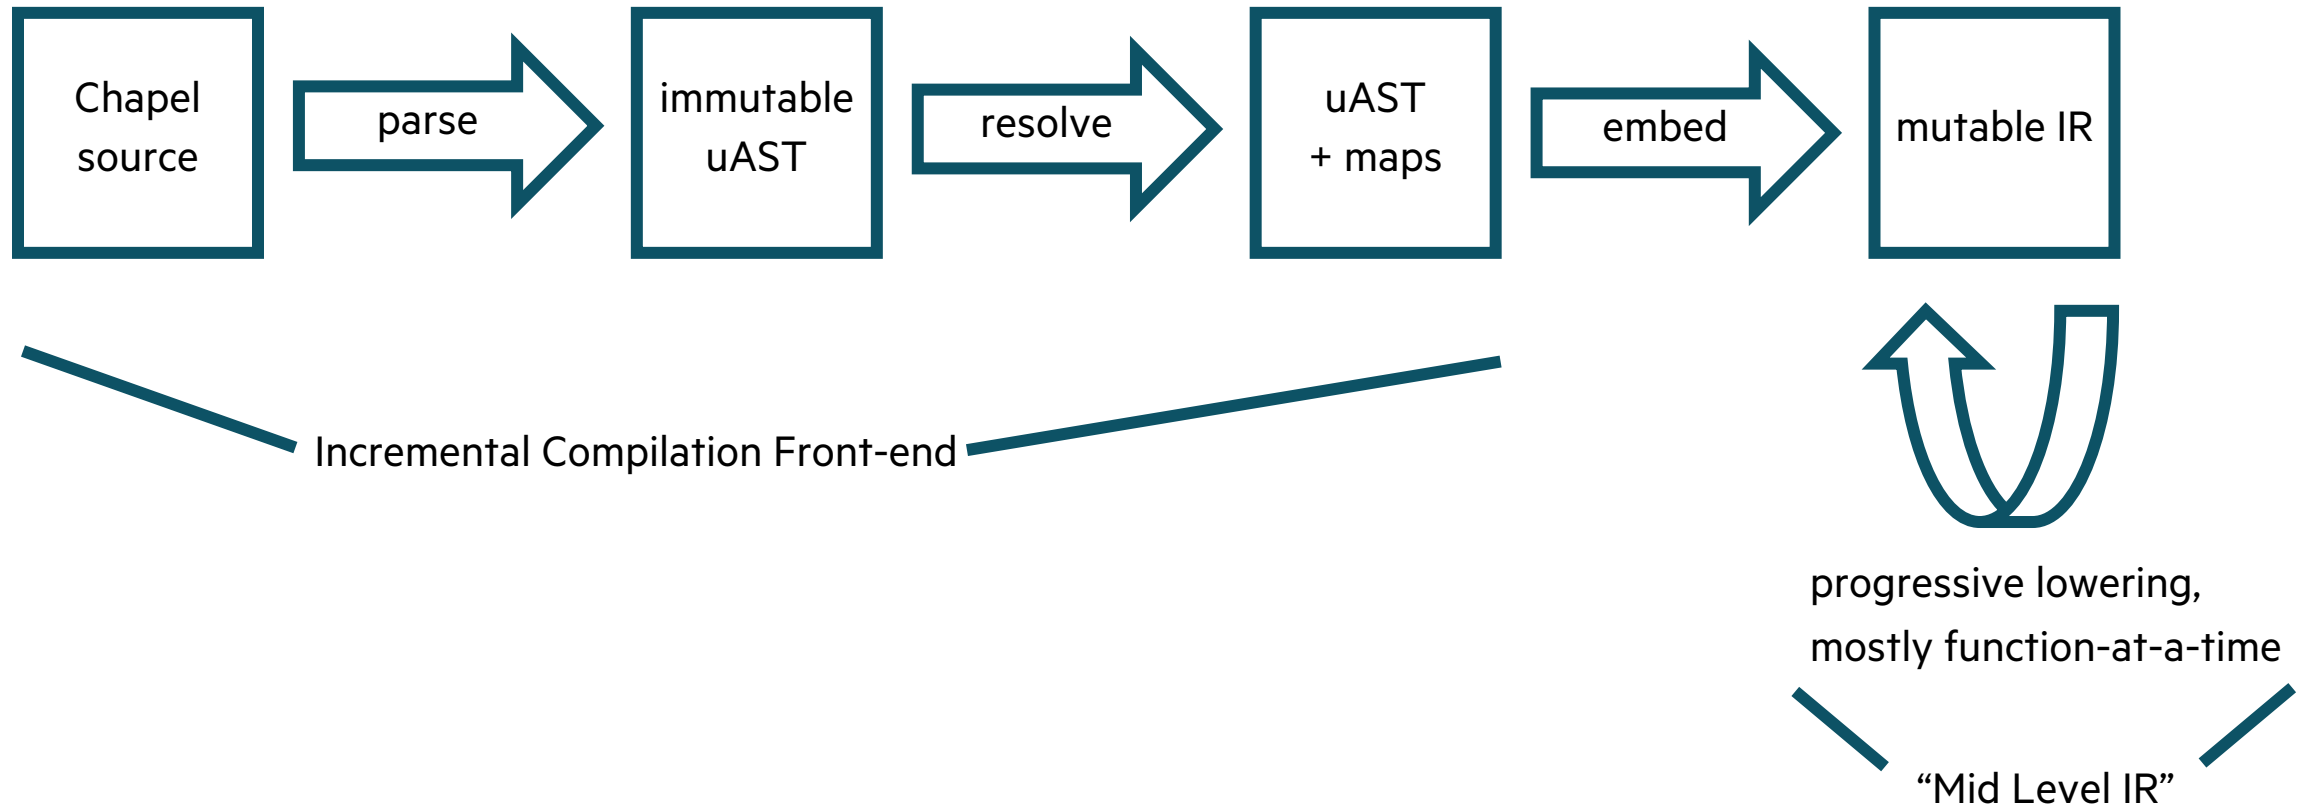 Chapel
source
parse
immutable
uAST
resolve
uAST
+ maps
embed
mutable IR
Incremental Compilation Front-end
progressive lowering,
mostly function-at-a-time
“Mid Level IR”